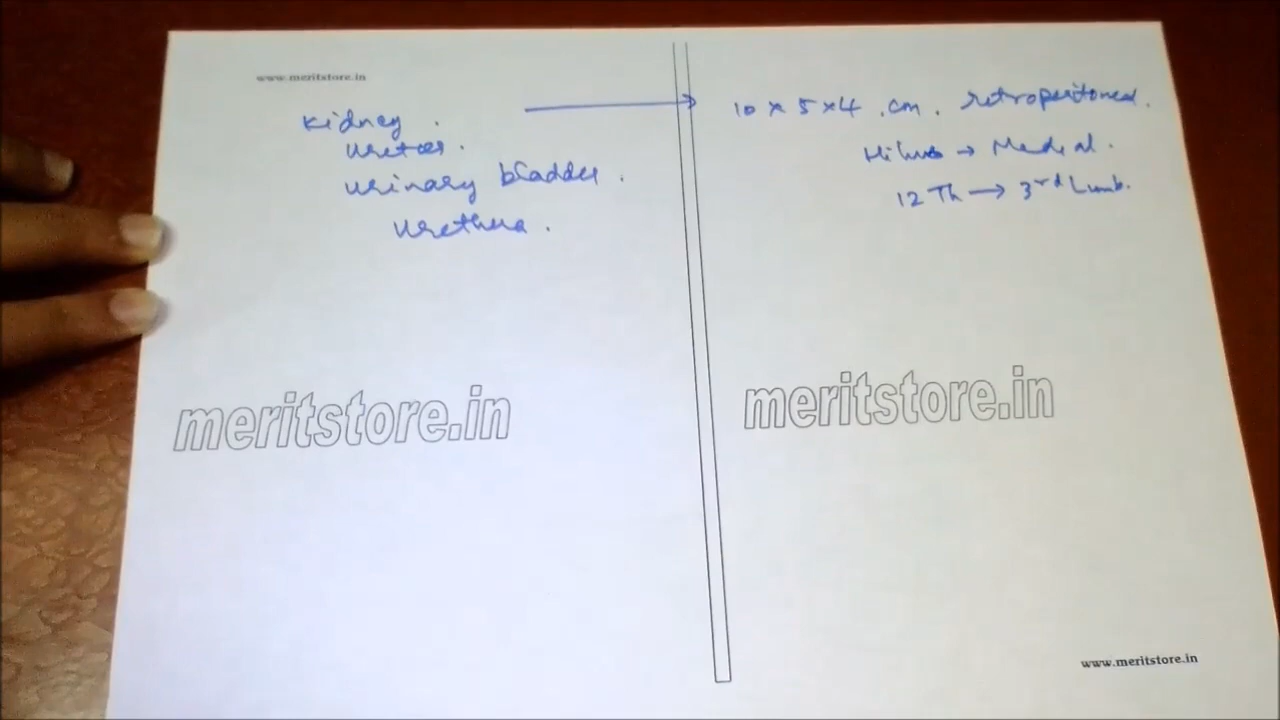 www.meritstore.in
Kidney.
Ureter.
Urinary bladder.
Urethra.
10 x 5 x 4 .cm. retroperitoneal.
Hilus → Medial.
12 Th → 3rd Lumb.
meritstore.in
meritstore.in
www.meritstore.in